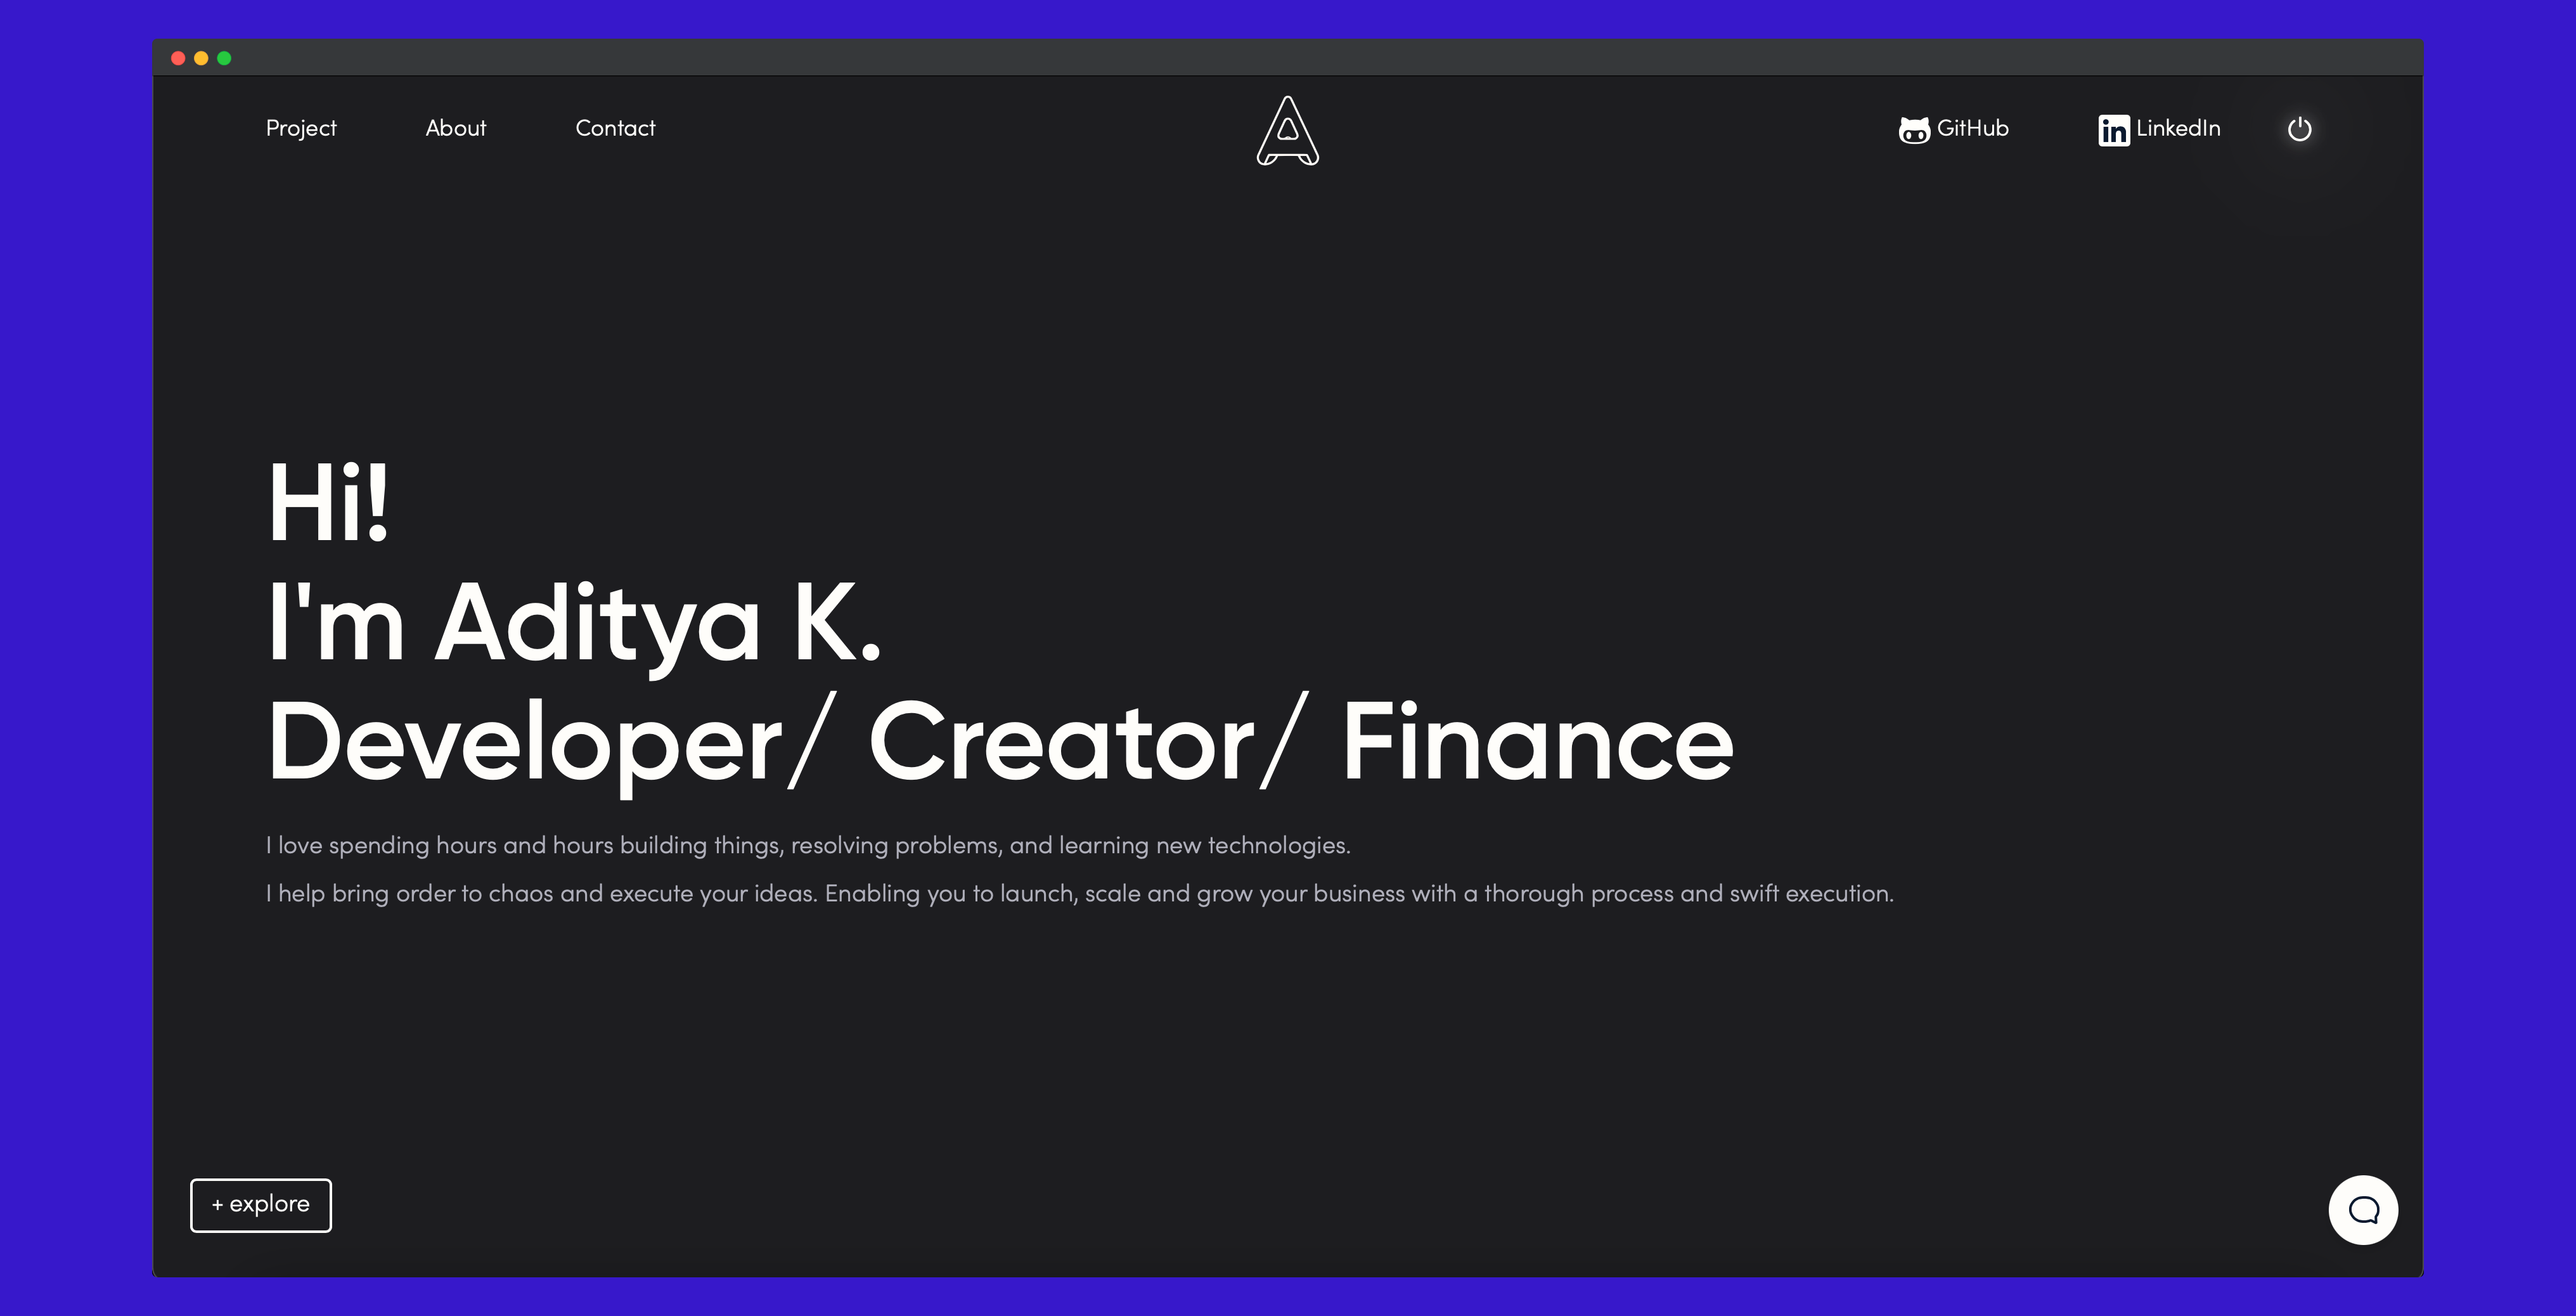 Project About Contact GitHub LinkedIn
Hi!
I'm Aditya K.
Developer/ Creator/ Finance
I love spending hours and hours building things, resolving problems, and learning new technologies.
I help bring order to chaos and execute your ideas. Enabling you to launch, scale and grow your business with a thorough process and swift execution.
+ explore